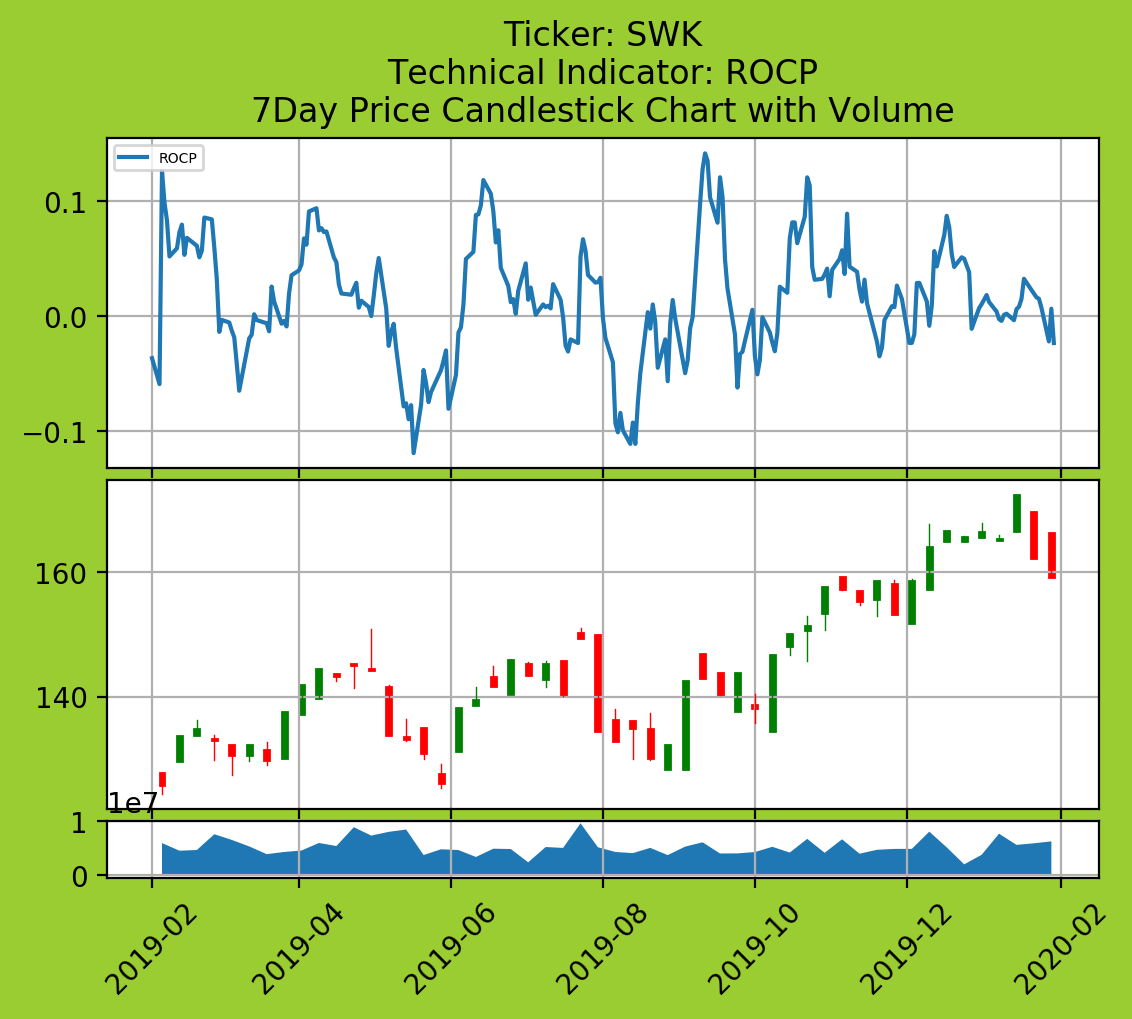 Ticker: SWK
Technical Indicator: ROCP
7Day Price Candlestick Chart with Volume
ROCP
0.1
0.0
−0.1
160
140
1e7
1
0
2019-02
2019-04
2019-06
2019-08
2019-10
2019-12
2020-02